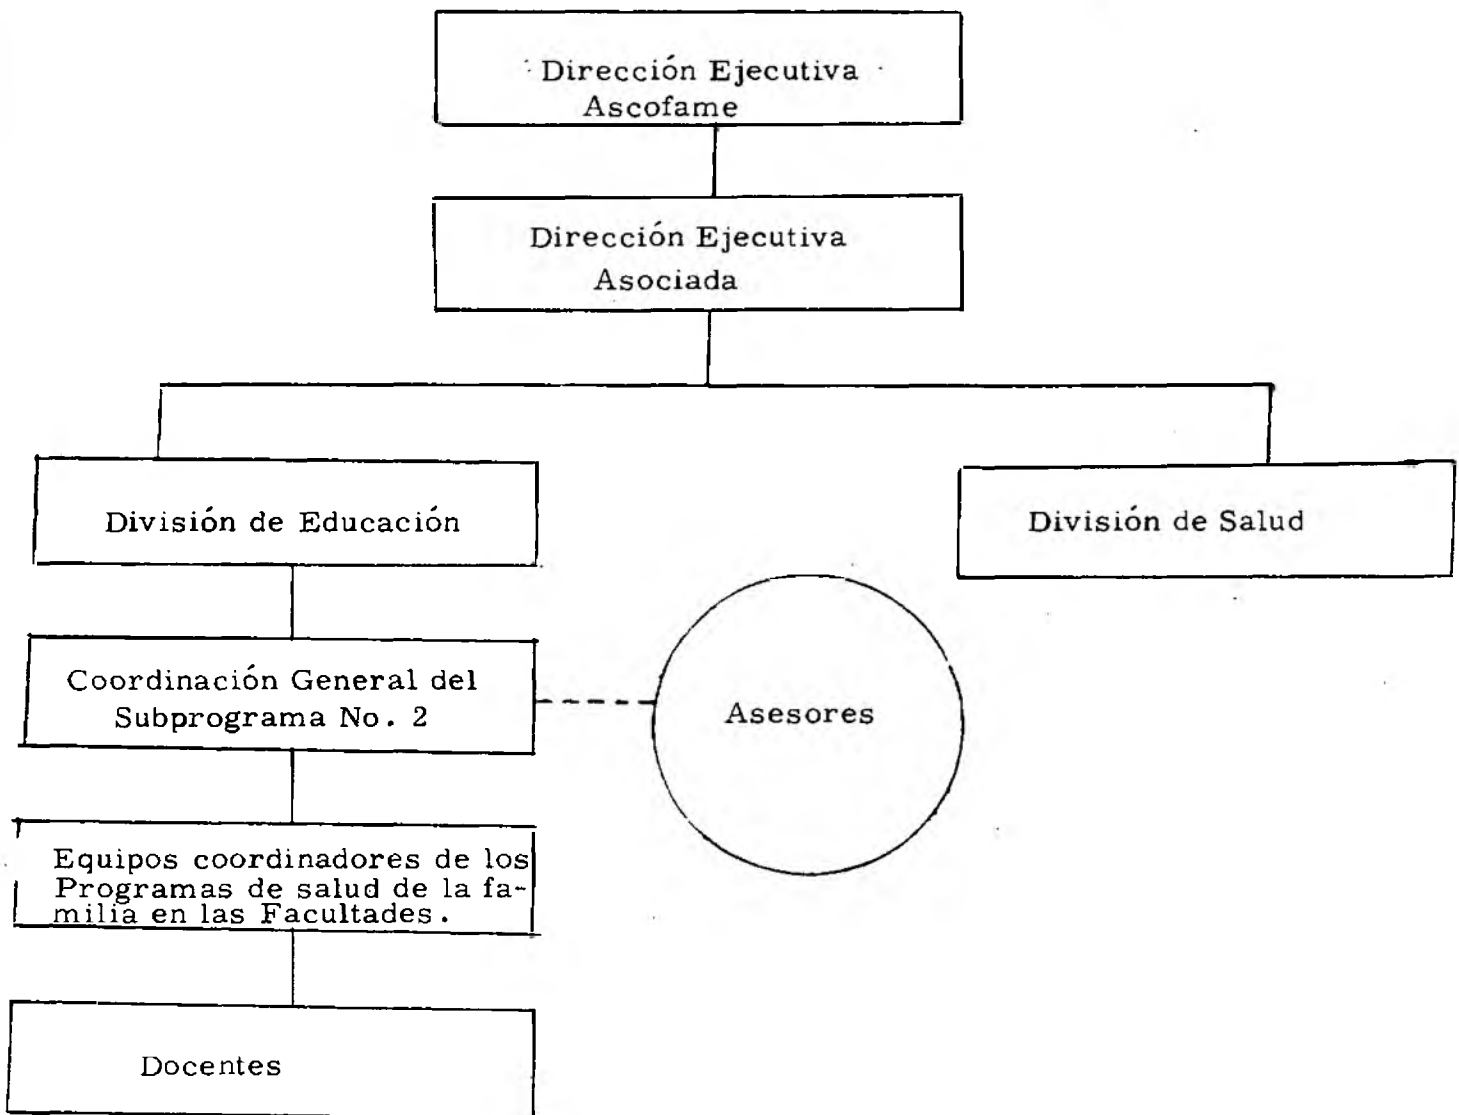 Dirección Ejecutiva
Ascofame
Dirección Ejecutiva
Asociada
División de Educación
División de Salud
Coordinación General del
Subprograma No. 2
Asesores
Equipos coordinadores de los
Programas de salud de la fa-
milia en las Facultades.
Docentes